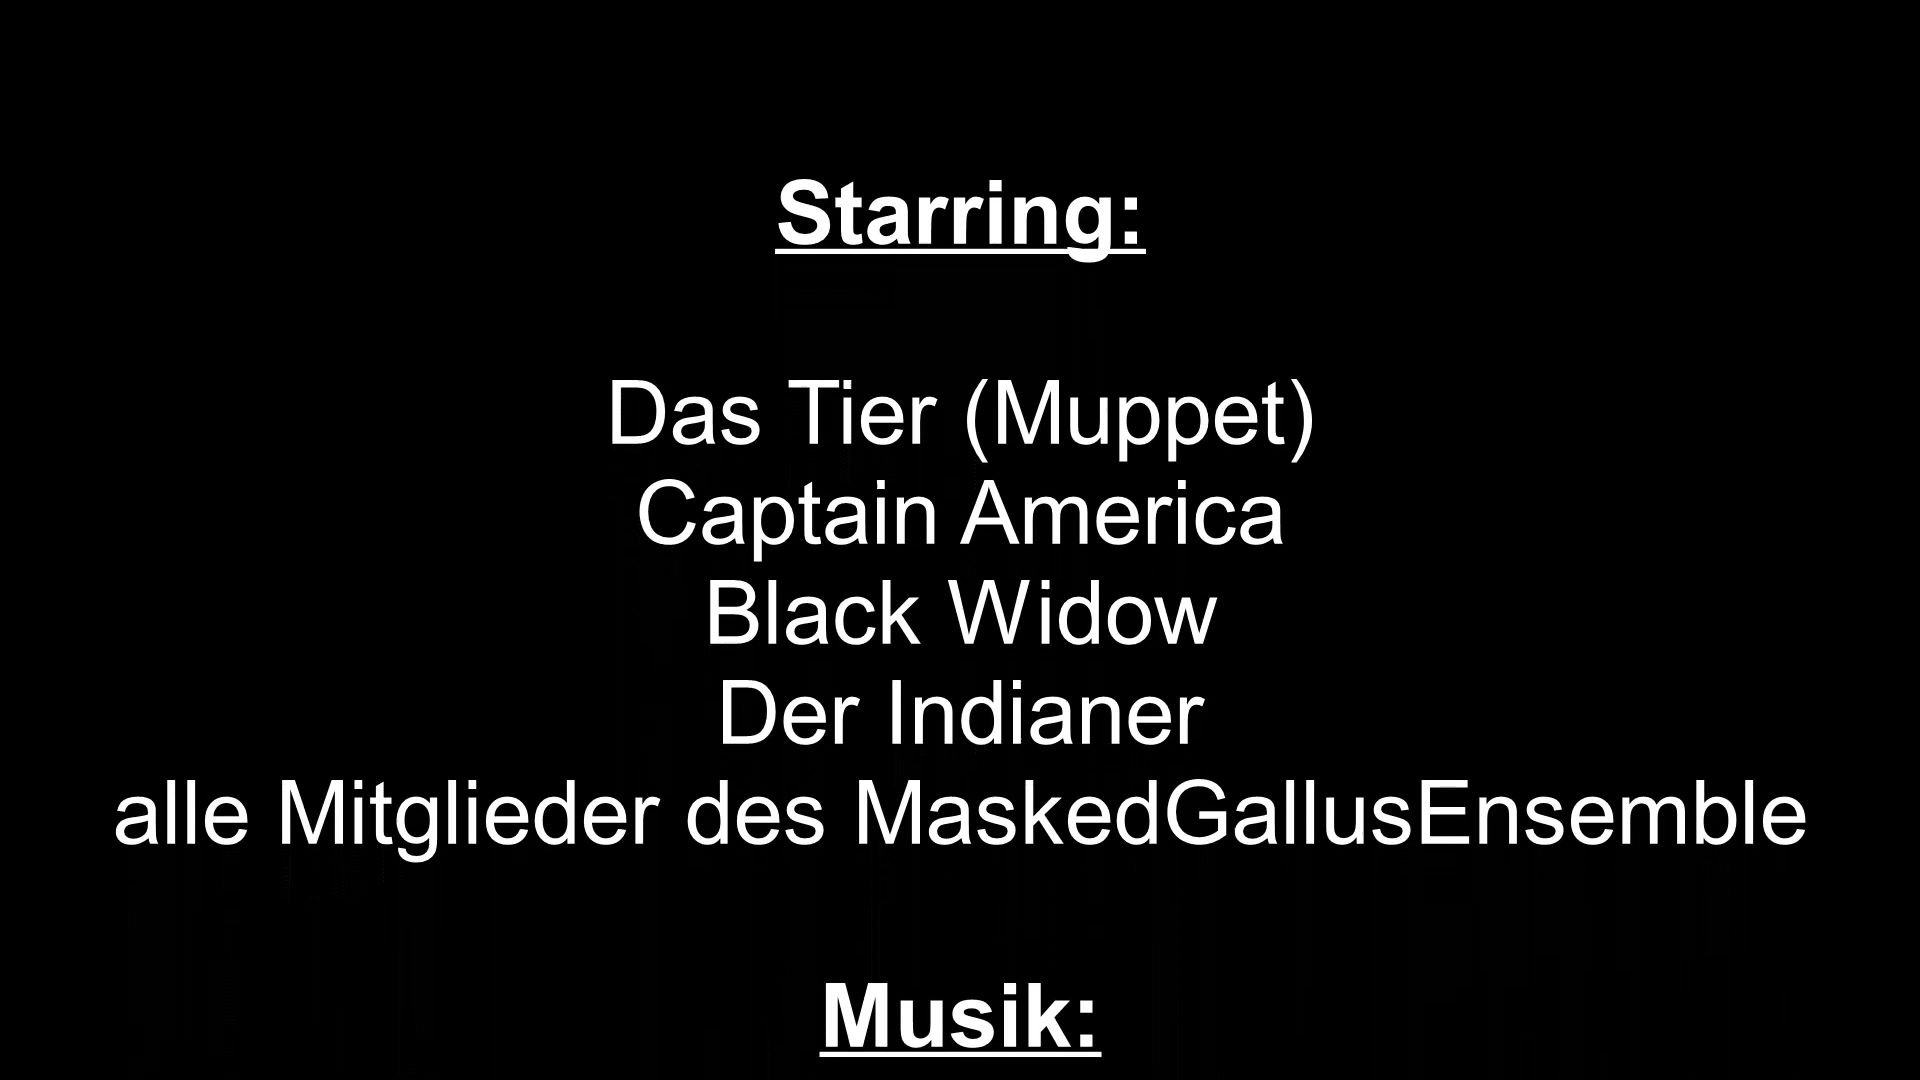 Starring:
Das Tier (Muppet)
Captain America
Black Widow
Der Indianer
alle Mitglieder des MaskedGallusEnsemble
Musik: